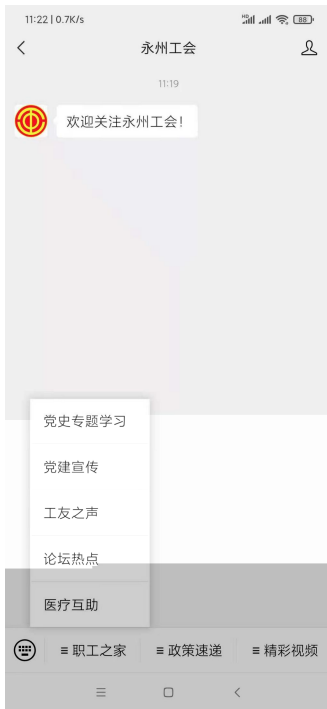 11:22 | 0.7K/s
HD
88
永州工会
11:19
欢迎关注永州工会!
党史专题学习
党建宣传
工友之声
论坛热点
医疗互助
≡职工之家
≡政策速递
≡精彩视频